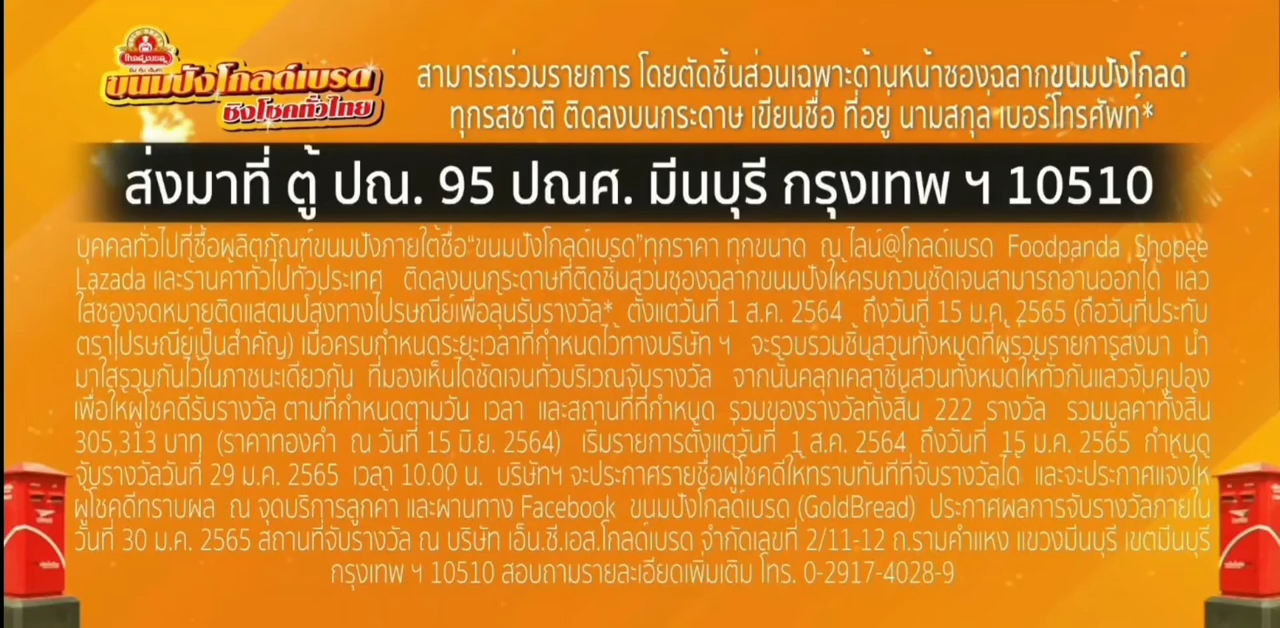 โกลด์เบรด
ขนมปังโกลด์เบรด
ชิงโชคทั่วไทย
สามารถร่วมรายการ โดยตัดชิ้นส่วนเฉพาะด้านหน้าซองฉลากขนมปังโกลด์
ทุกรสชาติ ติดลงบนกระดาษ เขียนชื่อ ที่อยู่ นามสกุล เบอร์โทรศัพท์*
ส่งมาที่ ตู้ ปณ. 95 ปณศ. มีนบุรี กรุงเทพ ฯ 10510
บุคคลทั่วไปที่ซื้อผลิตภัณฑ์ขนมปังภายใต้ชื่อ“ขนมปังโกลด์เบรด”ทุกราคา ทุกขนาด ณ ไลน์@โกลด์เบรด Foodpanda ,Shopee
Lazada และร้านค้าทั่วไปทั่วประเทศ ติดลงบนกระดาษที่ติดชิ้นส่วนซองฉลากขนมปังให้ครบถ้วนชัดเจนสามารถอ่านออกได้ แล้ว
ใส่ซองจดหมายติดแสตมป์ส่งทางไปรษณีย์เพื่อลุ้นรับรางวัล* ตั้งแต่วันที่ 1 ส.ค. 2564 ถึงวันที่ 15 ม.ค. 2565 (ถือวันที่ประทับ
ตราไปรษณีย์เป็นสำคัญ) เมื่อครบกำหนดระยะเวลาที่กำหนดไว้ทางบริษัท ฯ จะรวบรวมชิ้นส่วนทั้งหมดที่ผู้ร่วมรายการส่งมา นำ
มาใส่รวมกันไว้ในภาชนะเดียวกัน ที่มองเห็นได้ชัดเจนทั่วบริเวณจับรางวัล จากนั้นคลุกเคล้าชิ้นส่วนทั้งหมดให้ทั่วกันแล้วจับคูปอง
เพื่อให้ผู้โชคดีรับรางวัล ตามที่กำหนดตามวัน เวลา และสถานที่ที่กำหนด รวมของรางวัลทั้งสิ้น 222 รางวัล รวมมูลค่าทั้งสิ้น
305,313 บาท (ราคาทองคำ ณ วันที่ 15 มิ.ย. 2564) เริ่มรายการตั้งแต่วันที่ 1 ส.ค. 2564 ถึงวันที่ 15 ม.ค. 2565 กำหนด
จับรางวัลวันที่ 29 ม.ค. 2565 เวลา 10.00 น. บริษัทฯ จะประกาศรายชื่อผู้โชคดีให้ทราบทันทีที่จับรางวัลได้ และจะประกาศแจ้งให้
ผู้โชคดีทราบผล ณ จุดบริการลูกค้า และผ่านทาง Facebook ขนมปังโกลด์เบรด (GoldBread) ประกาศผลการจับรางวัลภายใน
วันที่ 30 ม.ค. 2565 สถานที่จับรางวัล ณ บริษัท เอ็น.ซี.เอส.โกลด์เบรด จำกัดเลขที่ 2/11-12 ถ.รามคำแหง แขวงมีนบุรี เขตมีนบุรี
กรุงเทพ ฯ 10510 สอบถามรายละเอียดเพิ่มเติม โทร. 0-2917-4028-9